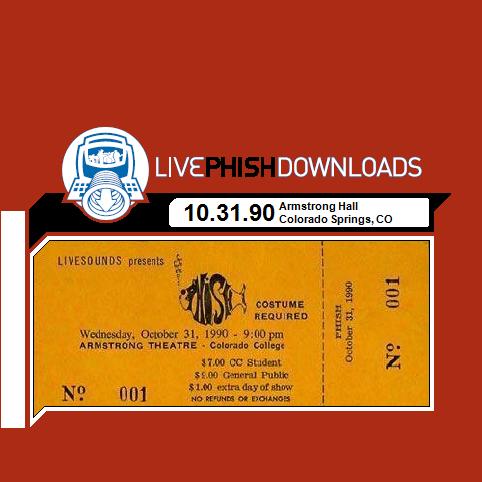 LIVEPHISHDOWNLOADS
10.31.90 Armstrong Hall
Colorado Springs, CO
LIVESOUNDS presents
PHISH
COSTUME
REQUIRED
Wednesday, October 31, 1990 - 9:00 pm
ARMSTRONG THEATRE - Colorado College
$7.00 CC Student
$9.00 General Public
$1.00 extra day of show
NO REFUNDS OR EXCHANGES
Nº 001
PHISH
October 31, 1990
Nº 001